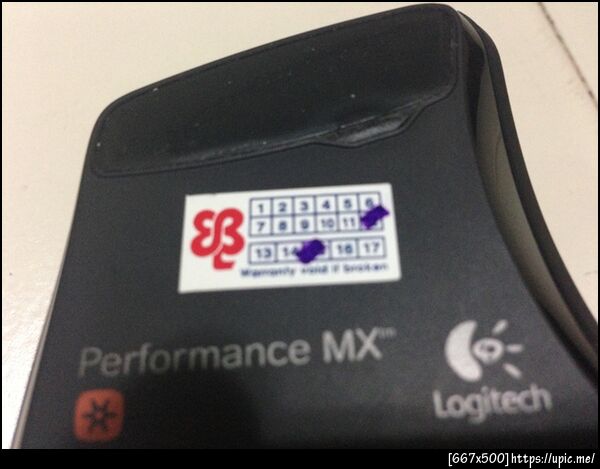 1 2 3 4 5 6
7 8 9 10 11
13 14 16 17
Warranty void if broken
Performance MX™
Logitech
[667x500]https://upic.me/